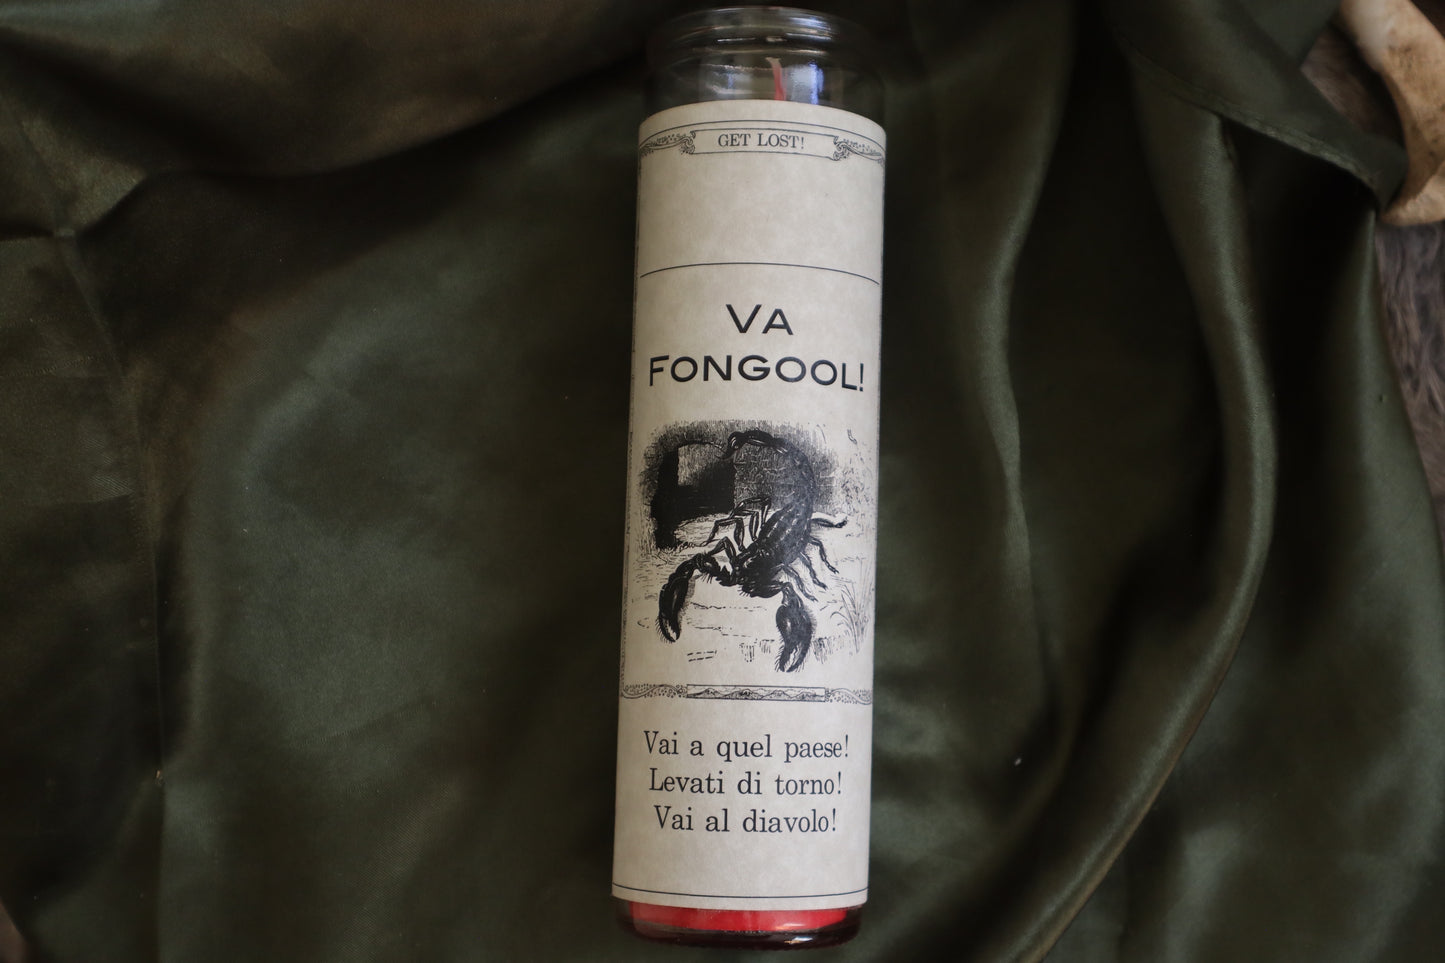 GET LOST!
VA
FONGOOL!
Vai a quel paese!
Levati di torno!
Vai al diavolo!